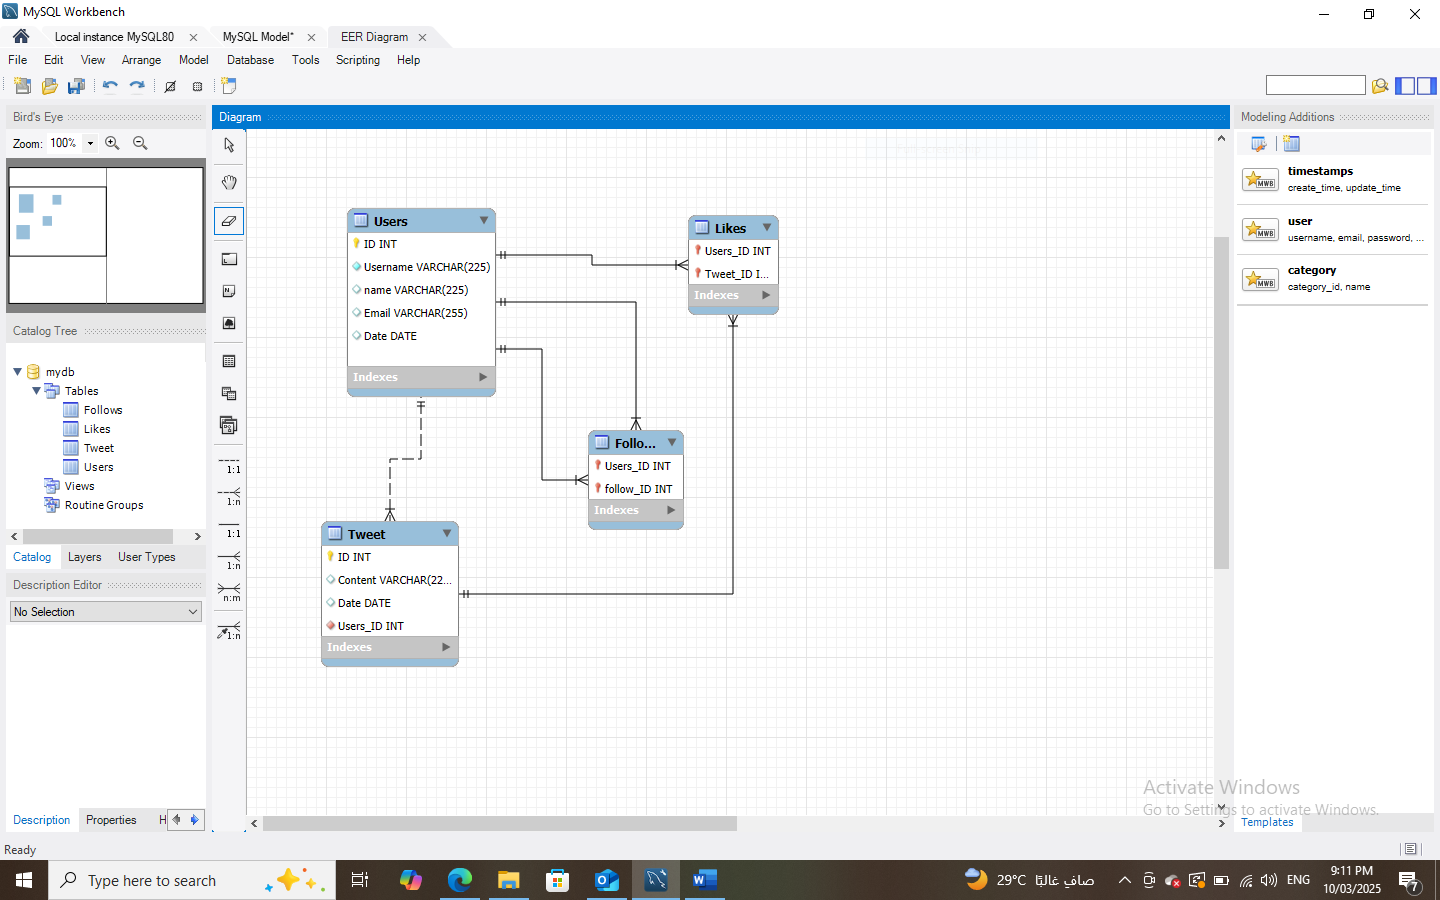 MySQL Workbench
Local instance MySQL80
MySQL Model*
EER Diagram
File Edit View Arrange Model Database Tools Scripting Help
Bird's Eye
Zoom: 100%
Catalog Tree
mydb
Tables
Follows
Likes
Tweet
Users
Views
Routine Groups
Catalog Layers User Types
Description Editor
No Selection
Description Properties H
Diagram
1:1
1:n
1:1
1:n
n:m
1:n
Users
ID INT
Username VARCHAR(225)
name VARCHAR(225)
Email VARCHAR(255)
Date DATE
Indexes
Likes
Users_ID INT
Tweet_ID I...
Indexes
Follo...
Users_ID INT
follow_ID INT
Indexes
Tweet
ID INT
Content VARCHAR(22...
Date DATE
Users_ID INT
Indexes
Modeling Additions
timestamps
create_time, update_time
user
username, email, password, ...
category
category_id, name
MWB
MWB
MWB
Activate Windows
Go to Settings to activate Windows.
Templates
Ready
Type here to search
29°C صافٍ غالبًا
ENG
9:11 PM
10/03/2025
7